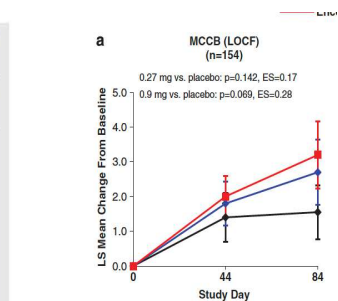 a
MCCB (LOCF)
(n=154)
0.27 mg vs. placebo: p=0.142, ES=0.17
0.9 mg vs. placebo: p=0.069, ES=0.28
LS Mean Change From Baseline
5.0
4.0
3.0
2.0
1.0
0.0
0 44 84
Study Day